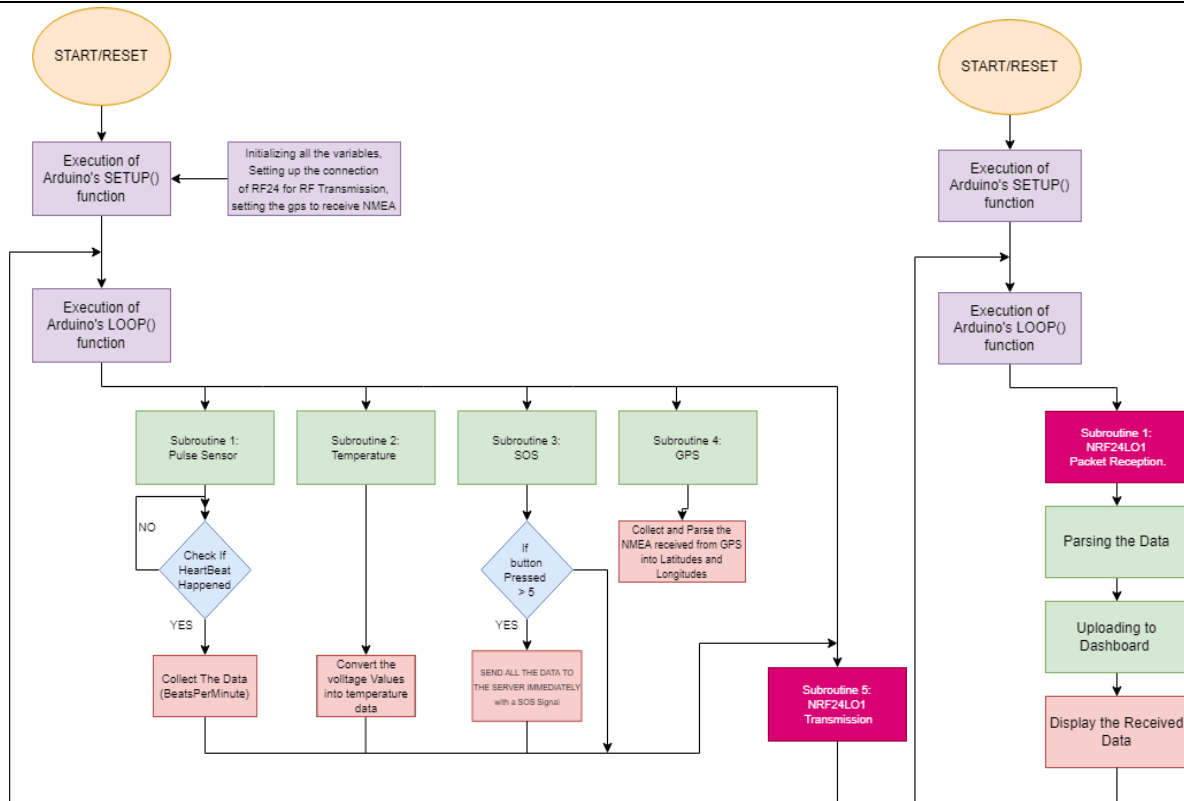 START/RESET
Execution of
Arduino's SETUP()
function
Initializing all the variables,
Setting up the connection
of RF24 for RF Transmission,
setting the gps to receive NMEA
Execution of
Arduino's LOOP()
function
Subroutine 1:
Pulse Sensor
Subroutine 2:
Temperature
Subroutine 3:
SOS
Subroutine 4:
GPS
NO
Check If
HeartBeat
Happened
YES
Collect The Data
(BeatsPerMinute)
Convert the
volltage Values
into temperature
data
If
button
Pressed
> 5
YES
SEND ALL THE DATA TO
THE SERVER IMMEDIATELY
with a SOS Signal
Collect and Parse the
NMEA received from GPS
into Latitudes and
Longitudes
Subroutine 5:
NRF24LO1
Transmission
START/RESET
Execution of
Arduino's SETUP()
function
Execution of
Arduino's LOOP()
function
Subroutine 1:
NRF24LO1
Packet Reception.
Parsing the Data
Uploading to
Dashboard
Display the Received
Data